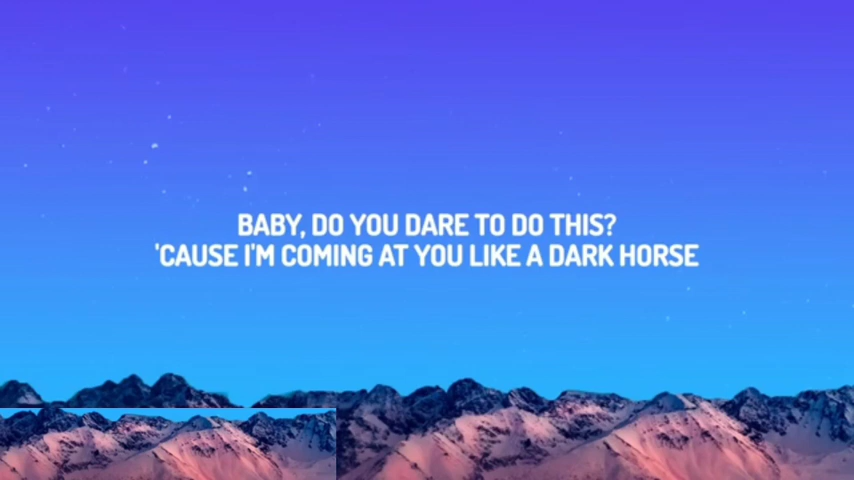 BABY, DO YOU DARE TO DO THIS?
'CAUSE I'M COMING AT YOU LIKE A DARK HORSE